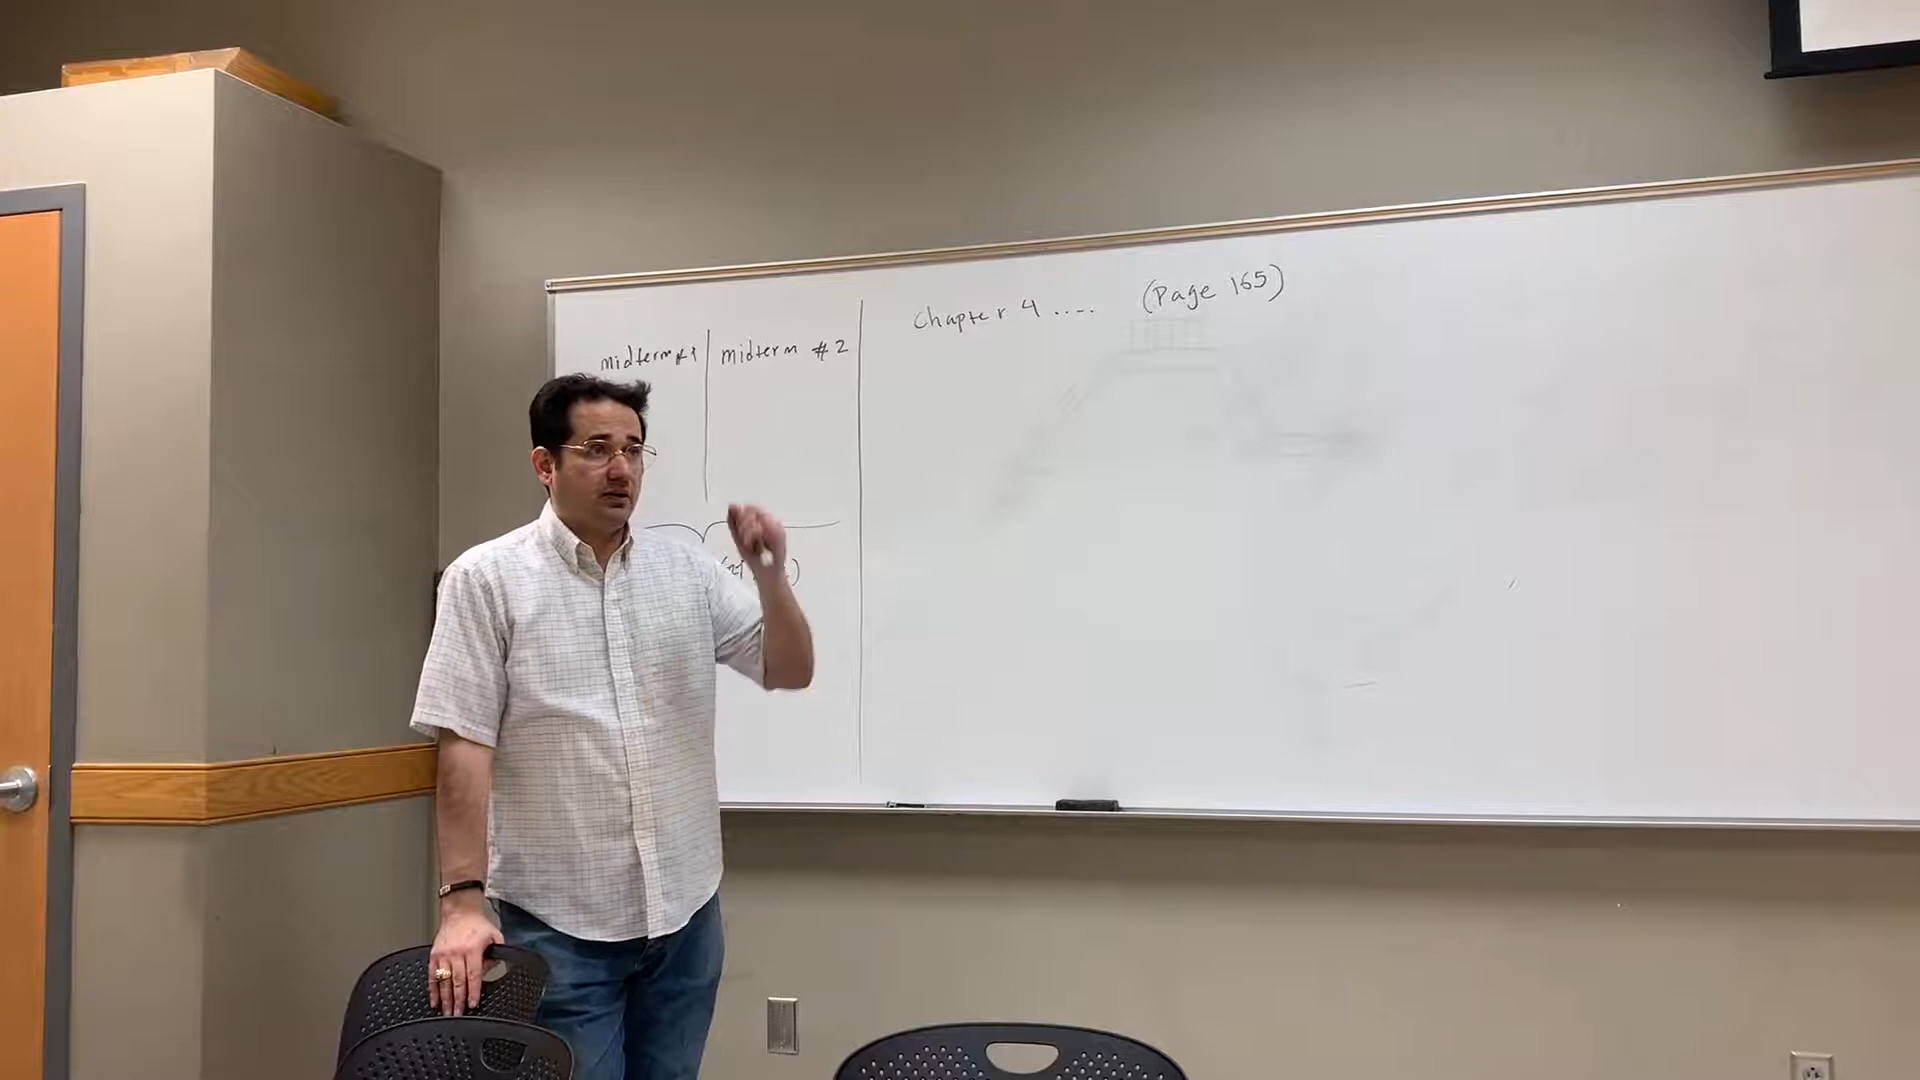 midterm #1 midterm #2
chapter 4 .... (Page 165)